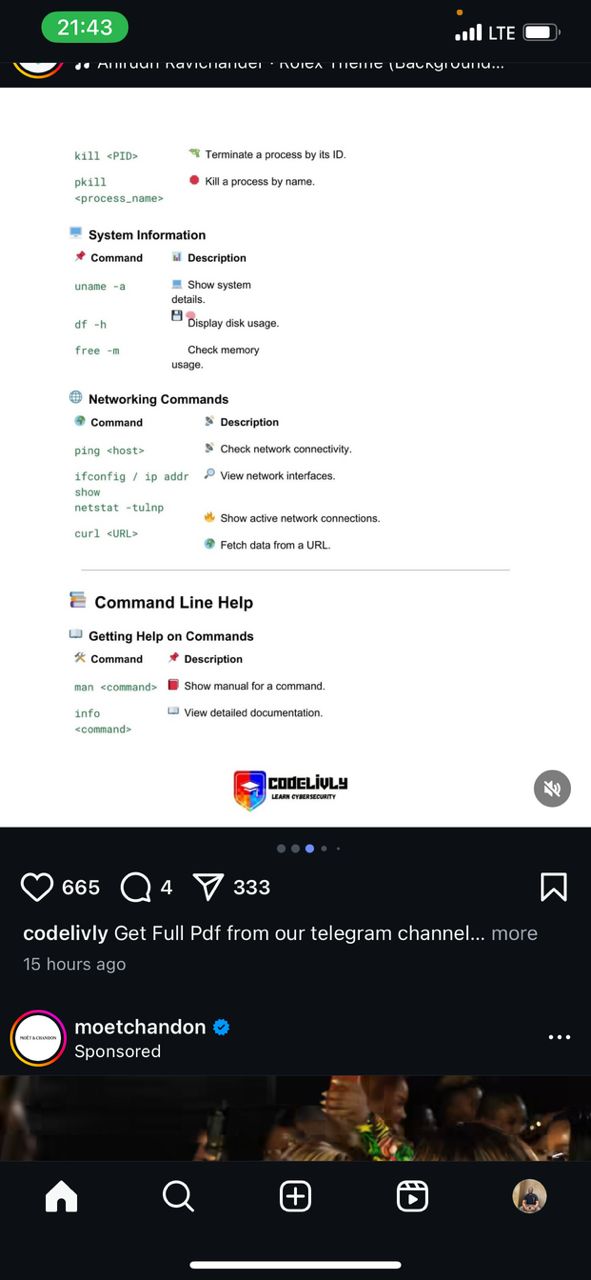 21:43
LTE
Anirudh Ravichander · Rolex Theme (Background...
kill <PID> Terminate a process by its ID.
pkill Kill a process by name.
<process_name>
System Information
Command Description
uname -a Show system
details.
df -h Display disk usage.
free -m Check memory
usage.
Networking Commands
Command Description
ping <host> Check network connectivity.
ifconfig / ip addr View network interfaces.
show
netstat -tulnp
Show active network connections.
curl <URL>
Fetch data from a URL.
Command Line Help
Getting Help on Commands
Command Description
man <command> Show manual for a command.
info View detailed documentation.
<command>
CODELIVLY
LEARN CYBERSECURITY
665 4 333
codelivly Get Full Pdf from our telegram channel... more
15 hours ago
MOËT & CHANDON
moetchandon
Sponsored